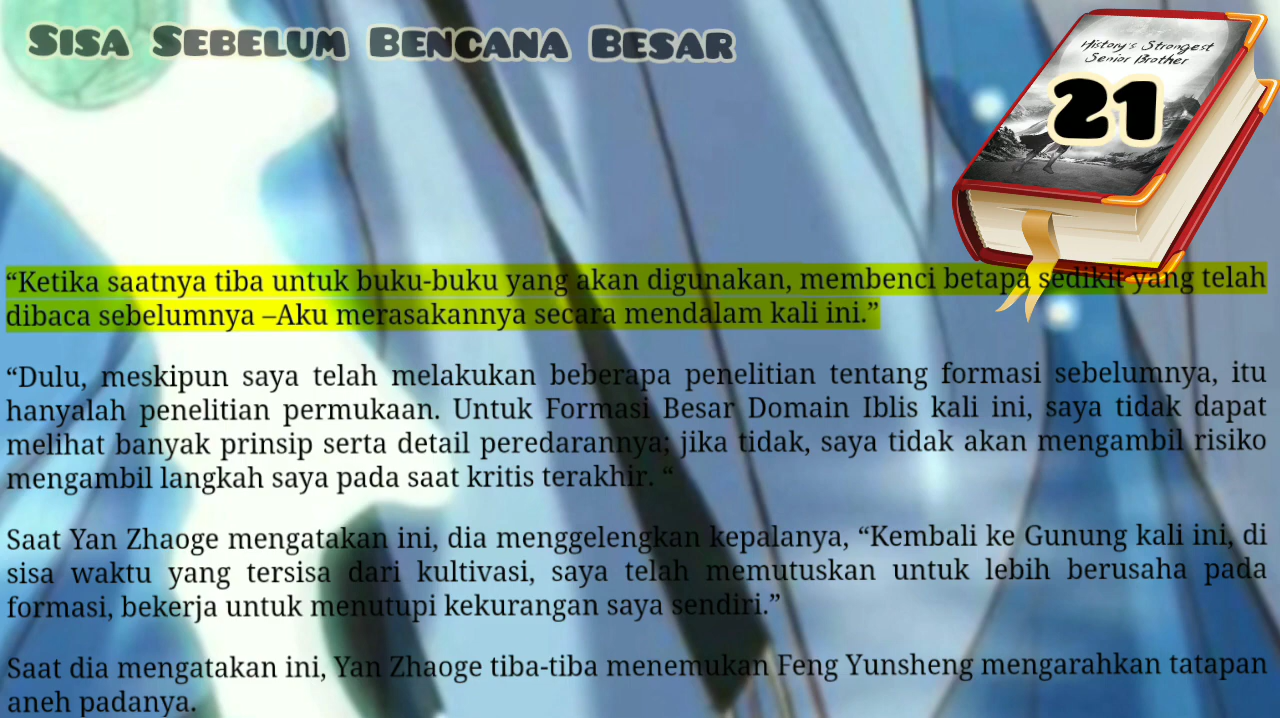 Sisa Sebelum Bencana Besar
History's Strongest
Senior Brother
21
“Ketika saatnya tiba untuk buku-buku yang akan digunakan, membenci betapa sedikit yang telah
dibaca sebelumnya –Aku merasakannya secara mendalam kali ini.”
“Dulu, meskipun saya telah melakukan beberapa penelitian tentang formasi sebelumnya, itu
hanyalah penelitian permukaan. Untuk Formasi Besar Domain Iblis kali ini, saya tidak dapat
melihat banyak prinsip serta detail peredarannya; jika tidak, saya tidak akan mengambil risiko
mengambil langkah saya pada saat kritis terakhir. “
Saat Yan Zhaoge mengatakan ini, dia menggelengkan kepalanya, “Kembali ke Gunung kali ini, di
sisa waktu yang tersisa dari kultivasi, saya telah memutuskan untuk lebih berusaha pada
formasi, bekerja untuk menutupi kekurangan saya sendiri.”
Saat dia mengatakan ini, Yan Zhaoge tiba-tiba menemukan Feng Yunsheng mengarahkan tatapan
aneh padanya.